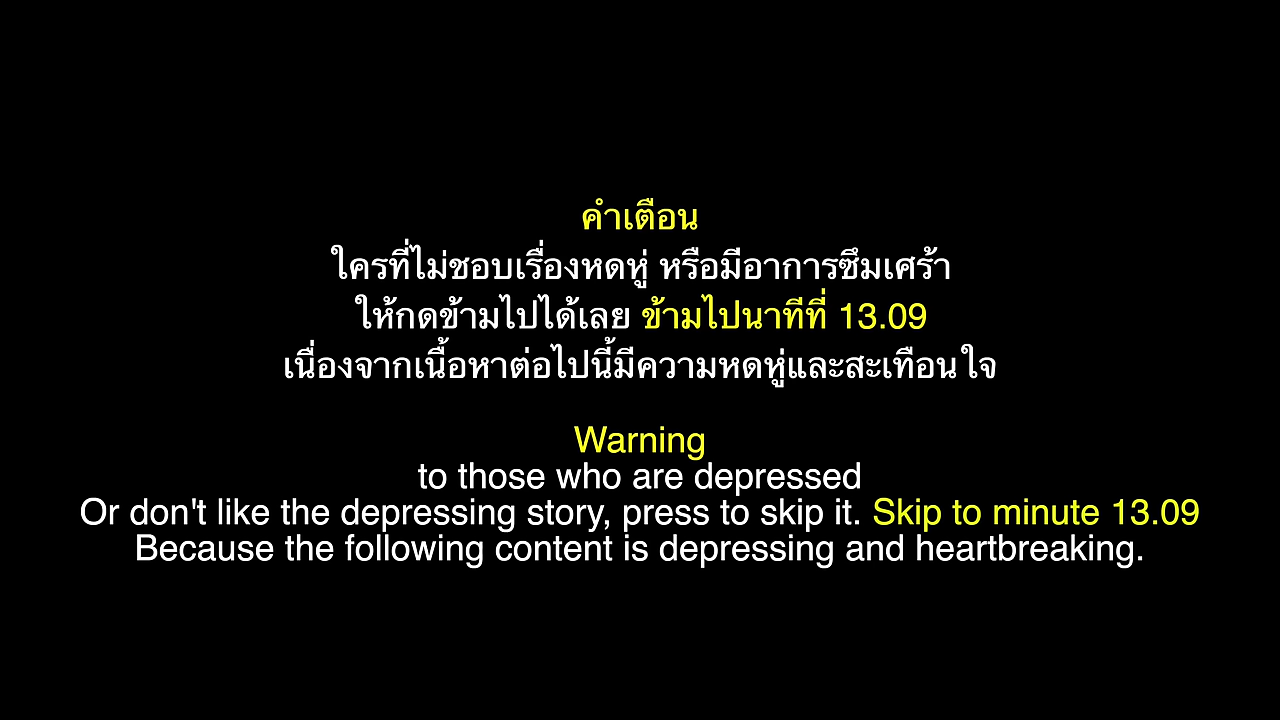 คำเตือน
ใครที่ไม่ชอบเรื่องหดหู่ หรือมีอาการซึมเศร้า
ให้กดข้ามไปได้เลย ข้ามไปนาทีที่ 13.09
เนื่องจากเนื้อหาต่อไปนี้มีความหดหู่และสะเทือนใจ
Warning
to those who are depressed
Or don't like the depressing story, press to skip it. Skip to minute 13.09
Because the following content is depressing and heartbreaking.